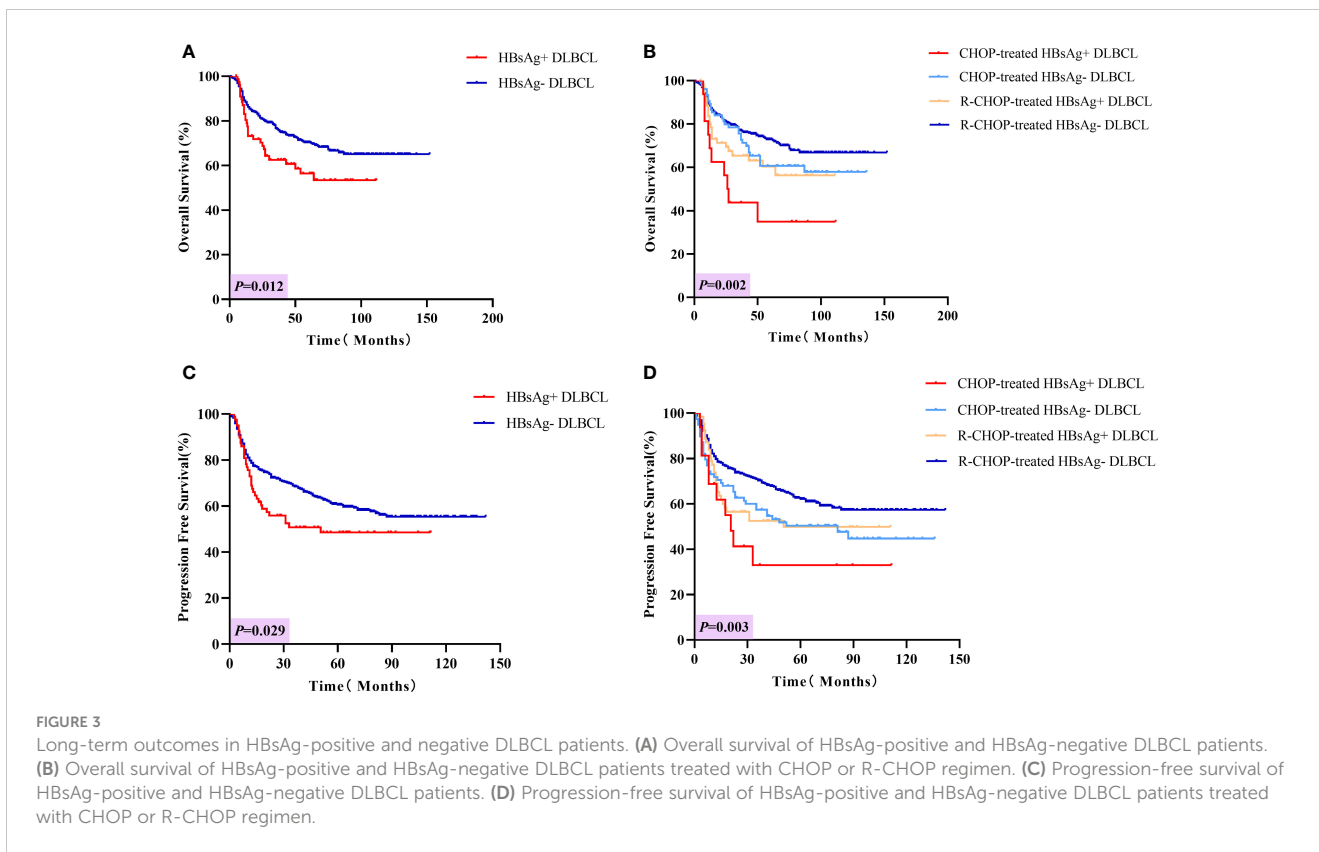 A
HBsAg+ DLBCL
HBsAg- DLBCL
Overall Survival (%)
100
80
60
40
20
0
P=0.012
0 50 100 150 200
Time( Months)
B
CHOP-treated HBsAg+ DLBCL
CHOP-treated HBsAg- DLBCL
R-CHOP-treated HBsAg+ DLBCL
R-CHOP-treated HBsAg- DLBCL
Overall Survival (%)
100
80
60
40
20
0
P=0.002
0 50 100 150 200
Time( Months)
C
HBsAg+ DLBCL
HBsAg- DLBCL
Progression Free Survival(%)
100
80
60
40
20
0
P=0.029
0 30 60 90 120 150
Time( Months)
D
CHOP-treated HBsAg+ DLBCL
CHOP-treated HBsAg- DLBCL
R-CHOP-treated HBsAg+ DLBCL
R-CHOP-treated HBsAg- DLBCL
Progression Free Survival(%)
100
80
60
40
20
0
P=0.003
0 30 60 90 120 150
Time( Months)
FIGURE 3
Long-term outcomes in HBsAg-positive and negative DLBCL patients. (A) Overall survival of HBsAg-positive and HBsAg-negative DLBCL patients.
(B) Overall survival of HBsAg-positive and HBsAg-negative DLBCL patients treated with CHOP or R-CHOP regimen. (C) Progression-free survival of
HBsAg-positive and HBsAg-negative DLBCL patients. (D) Progression-free survival of HBsAg-positive and HBsAg-negative DLBCL patients treated
with CHOP or R-CHOP regimen.